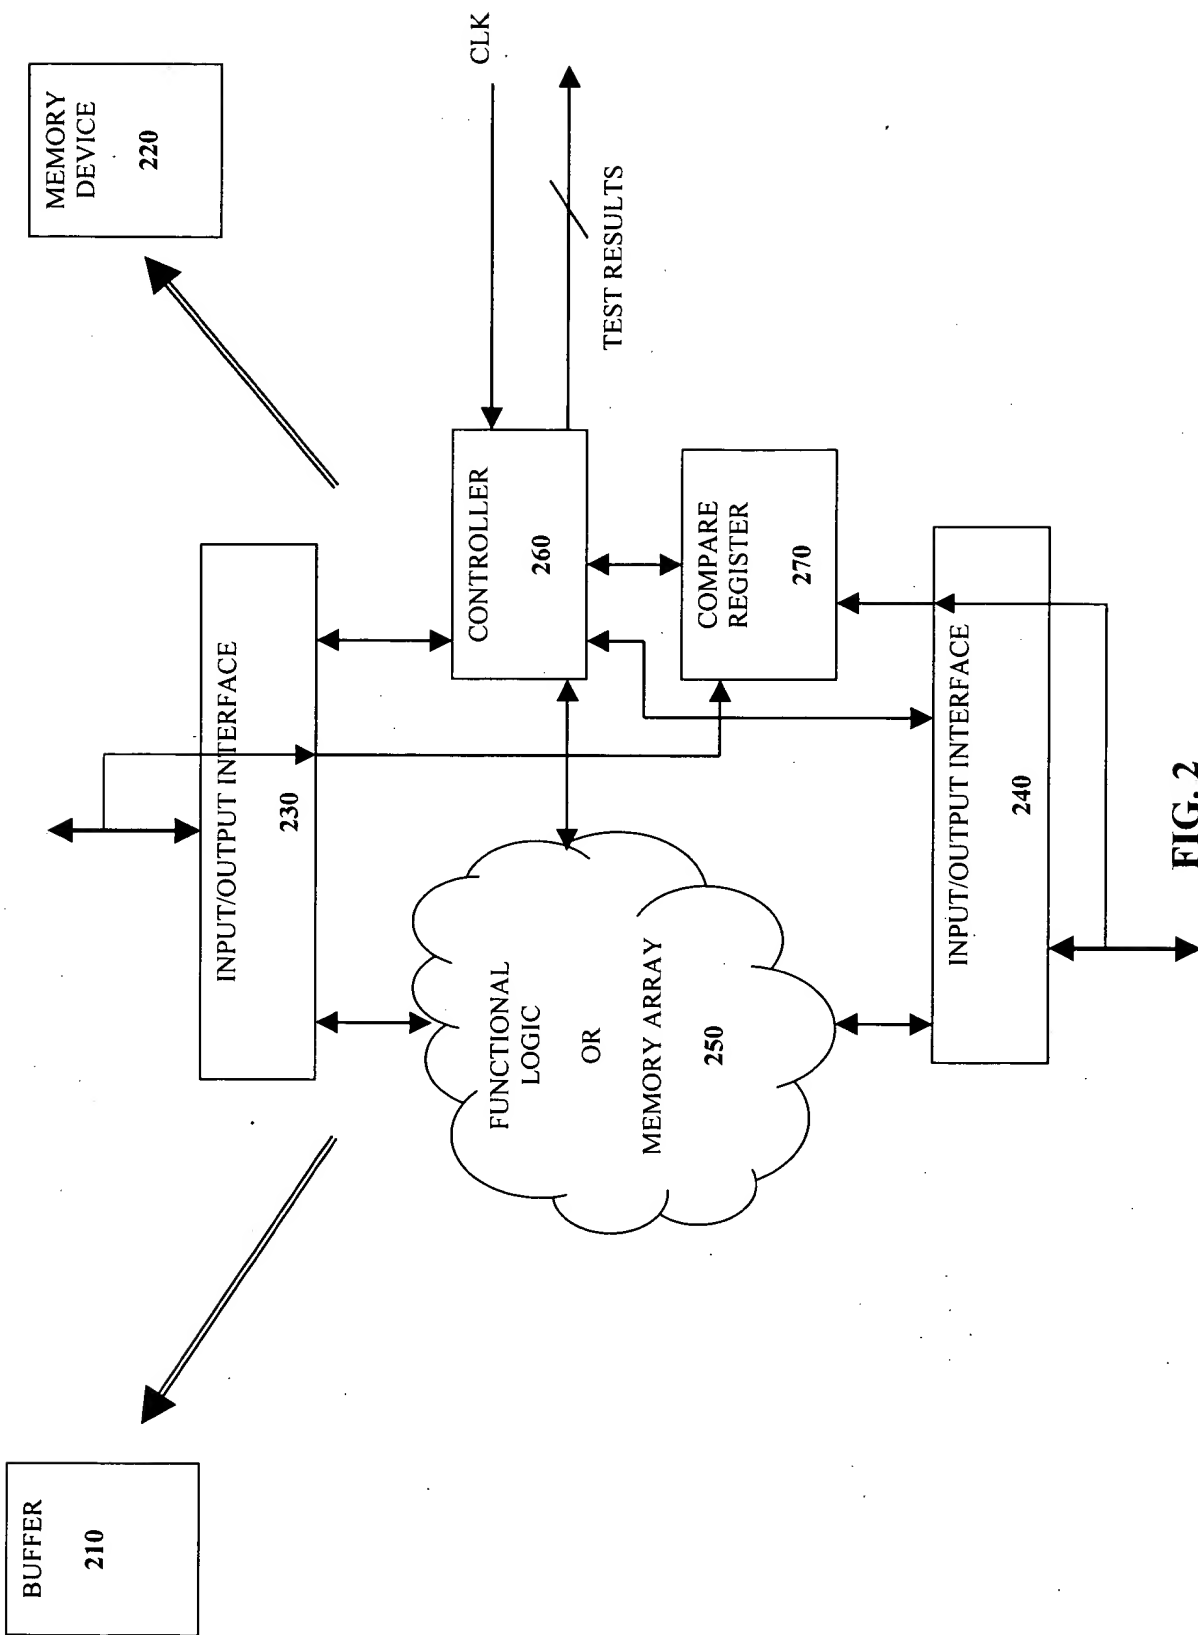 BUFFER
210
MEMORY
DEVICE
220
INPUT/OUTPUT INTERFACE
230
FUNCTIONAL
LOGIC
OR
MEMORY ARRAY
250
CONTROLLER
260
CLK
TEST RESULTS
COMPARE
REGISTER
270
INPUT/OUTPUT INTERFACE
240
FIG. 2